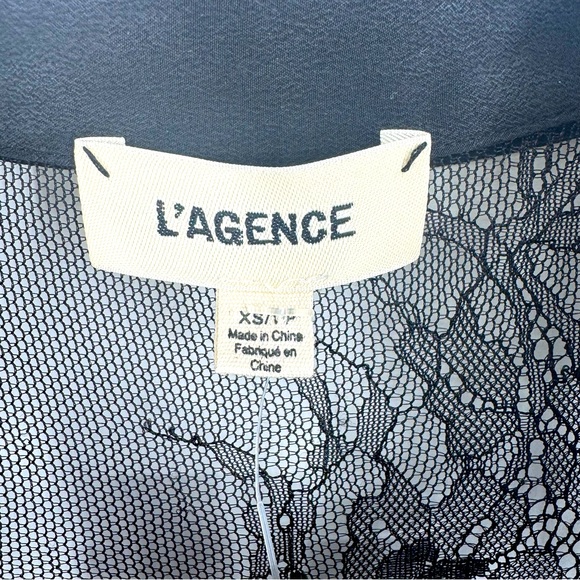 L'AGENCE
XS/TP
Made in China
Fabriqué en
Chine